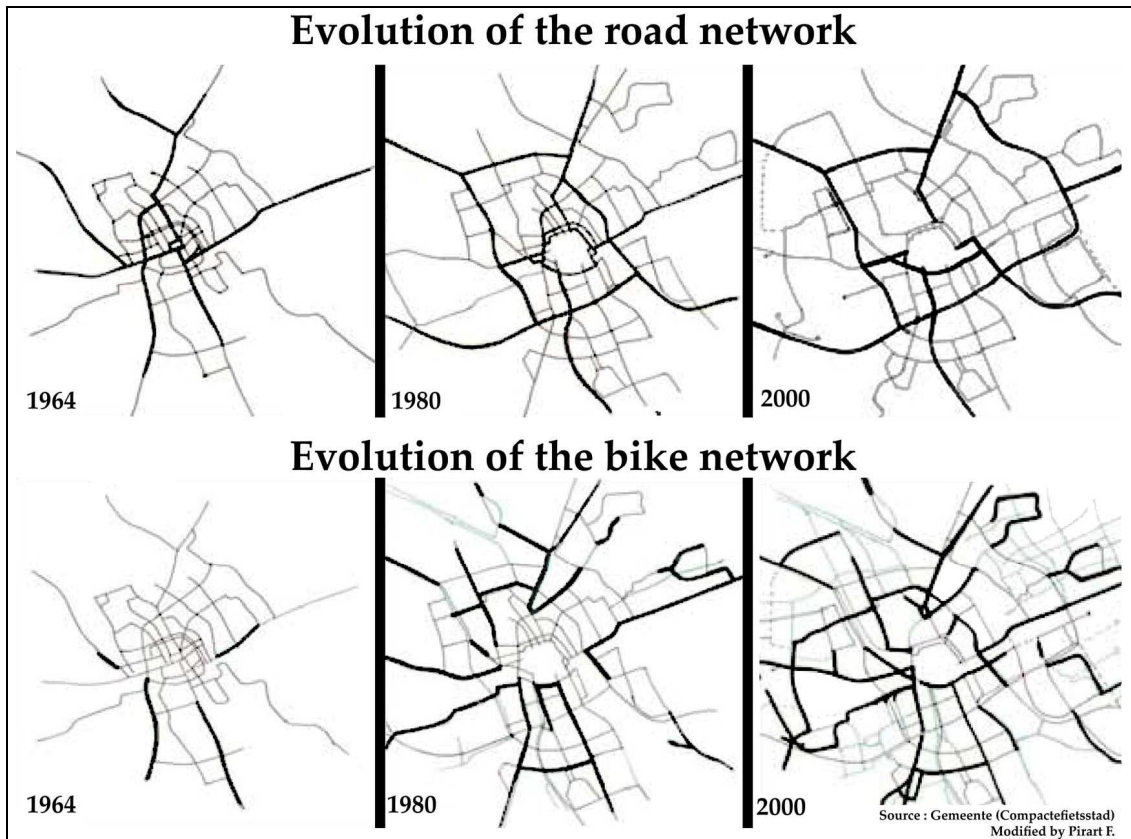 Evolution of the road network
1964
1980
2000
Evolution of the bike network
1964
1980
2000
Source : Gemeente (Compactefietsstad)
Modified by Pirart F.